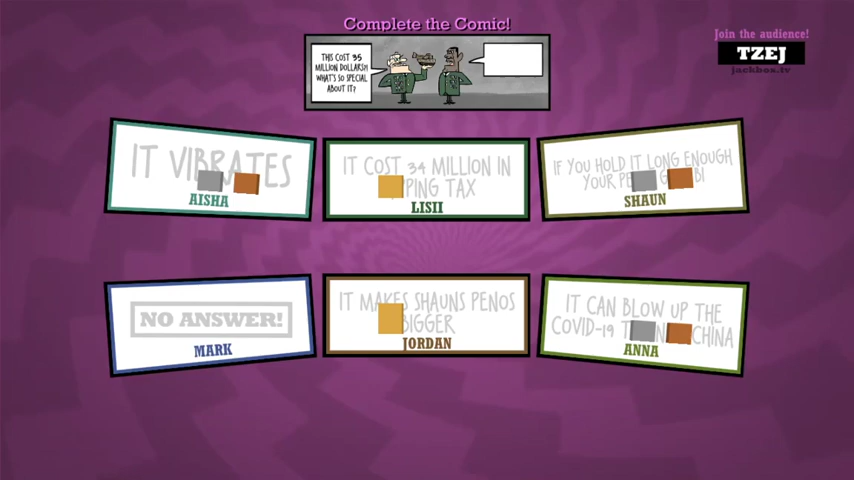 Complete the Comic!
Join the audience!
TZEJ
jackbox.tv
THIS COST 35
MILLION DOLLARS?!
WHAT'S SO SPECIAL
ABOUT IT?
IT VIBRATES
AISHA
IT COST 34 MILLION IN
TAX
LISII
IF YOU HOLD IT LONG ENOUGH
YOUR
SHAUN
NO ANSWER!
MARK
IT MAKES SHAUNS PENOS
BIGGER
JORDAN
IT CAN BLOW UP THE
COVID-19 CHINA
ANNA